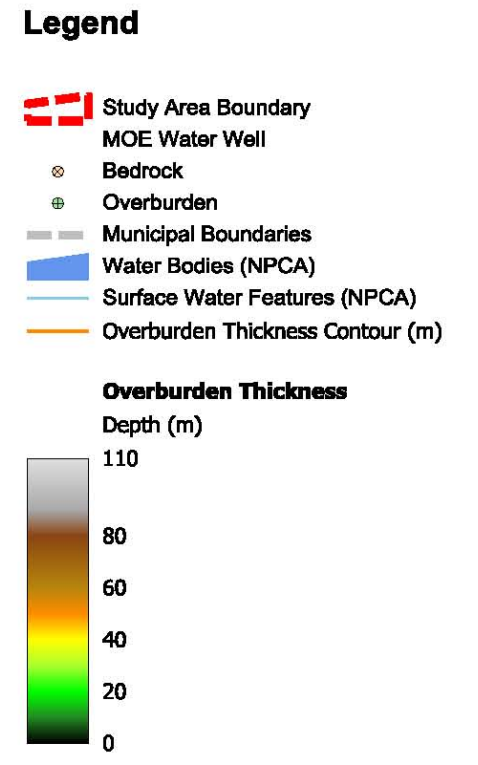 Legend
Study Area Boundary
MOE Water Well
Bedrock
Overburden
Municipal Boundaries
Water Bodies (NPCA)
Surface Water Features (NPCA)
Overburden Thickness Contour (m)
Overburden Thickness
Depth (m)
110
80
60
40
20
0